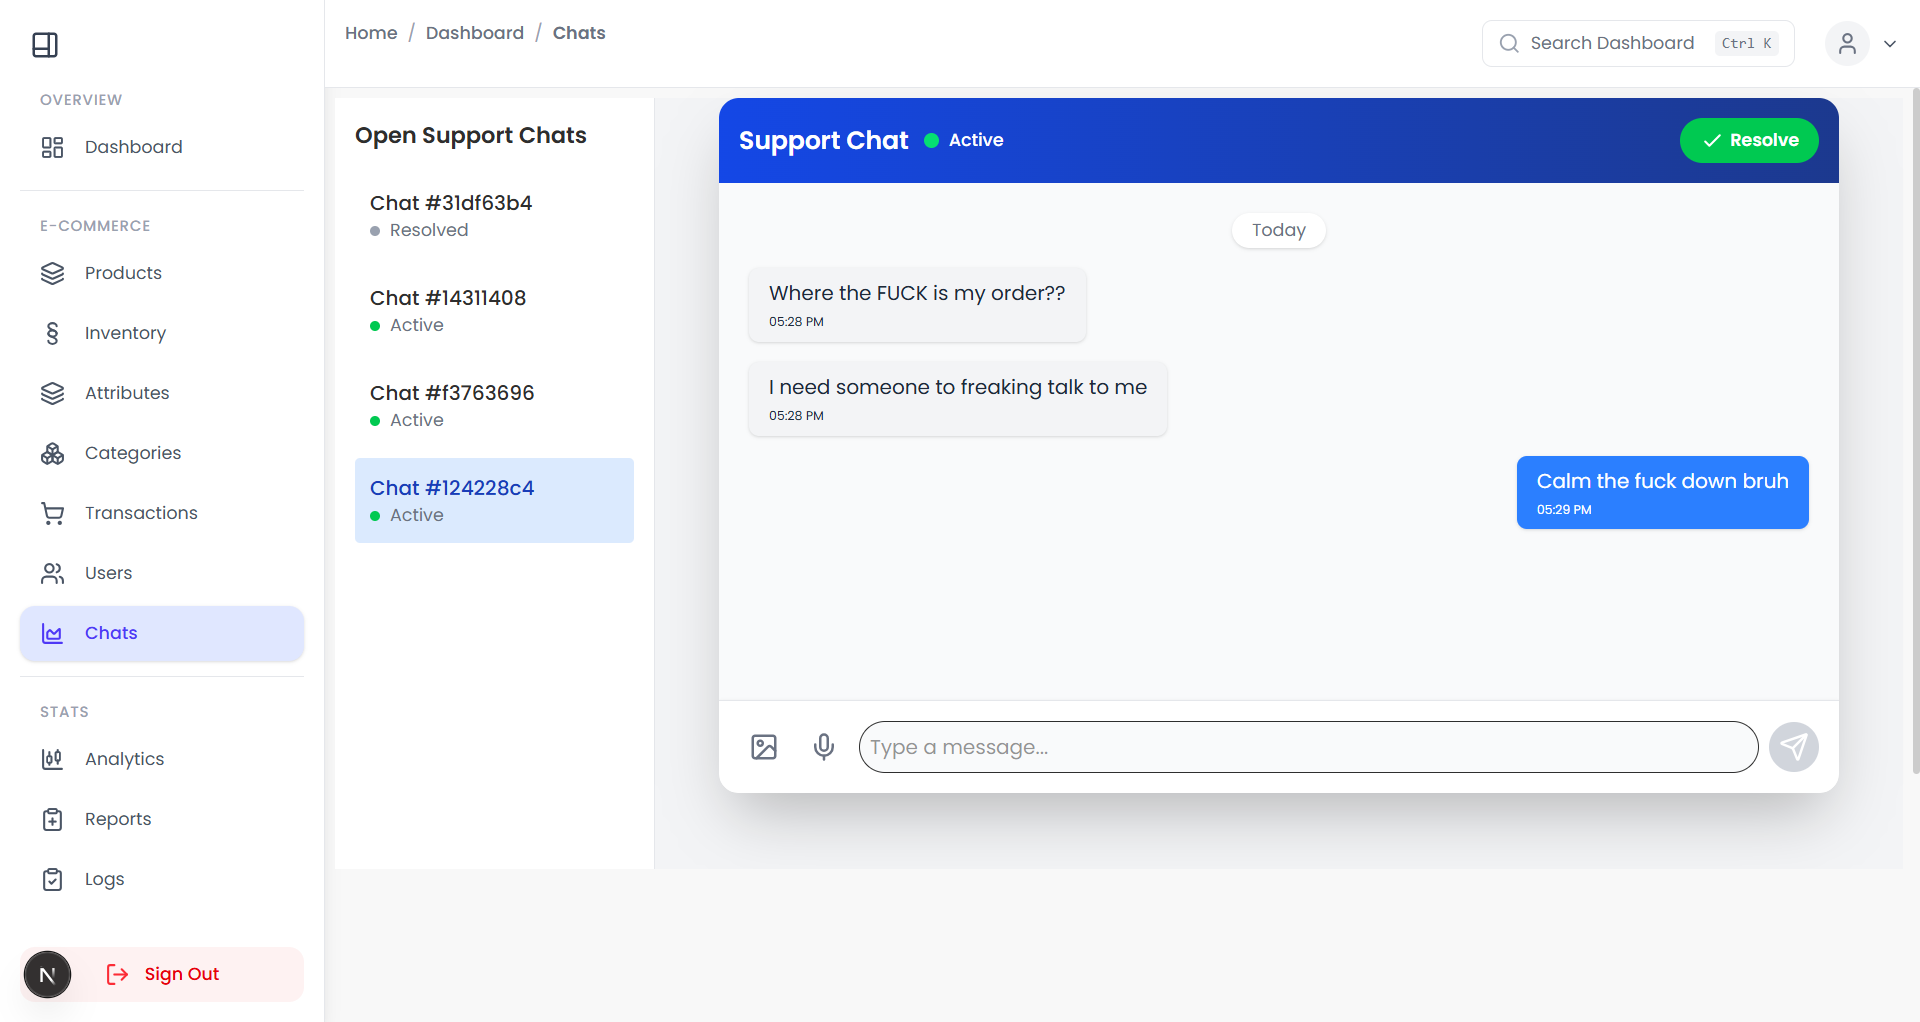 OVERVIEW
Dashboard
E-COMMERCE
Products
Inventory
Attributes
Categories
Transactions
Users
Chats
STATS
Analytics
Reports
Logs
N
Sign Out
Home / Dashboard / Chats
Search Dashboard Ctrl K
Open Support Chats
Chat #31df63b4
Resolved
Chat #14311408
Active
Chat #f3763696
Active
Chat #124228c4
Active
Support Chat Active
Resolve
Today
Where the FUCK is my order??
05:28 PM
I need someone to freaking talk to me
05:28 PM
Calm the fuck down bruh
05:29 PM
Type a message...